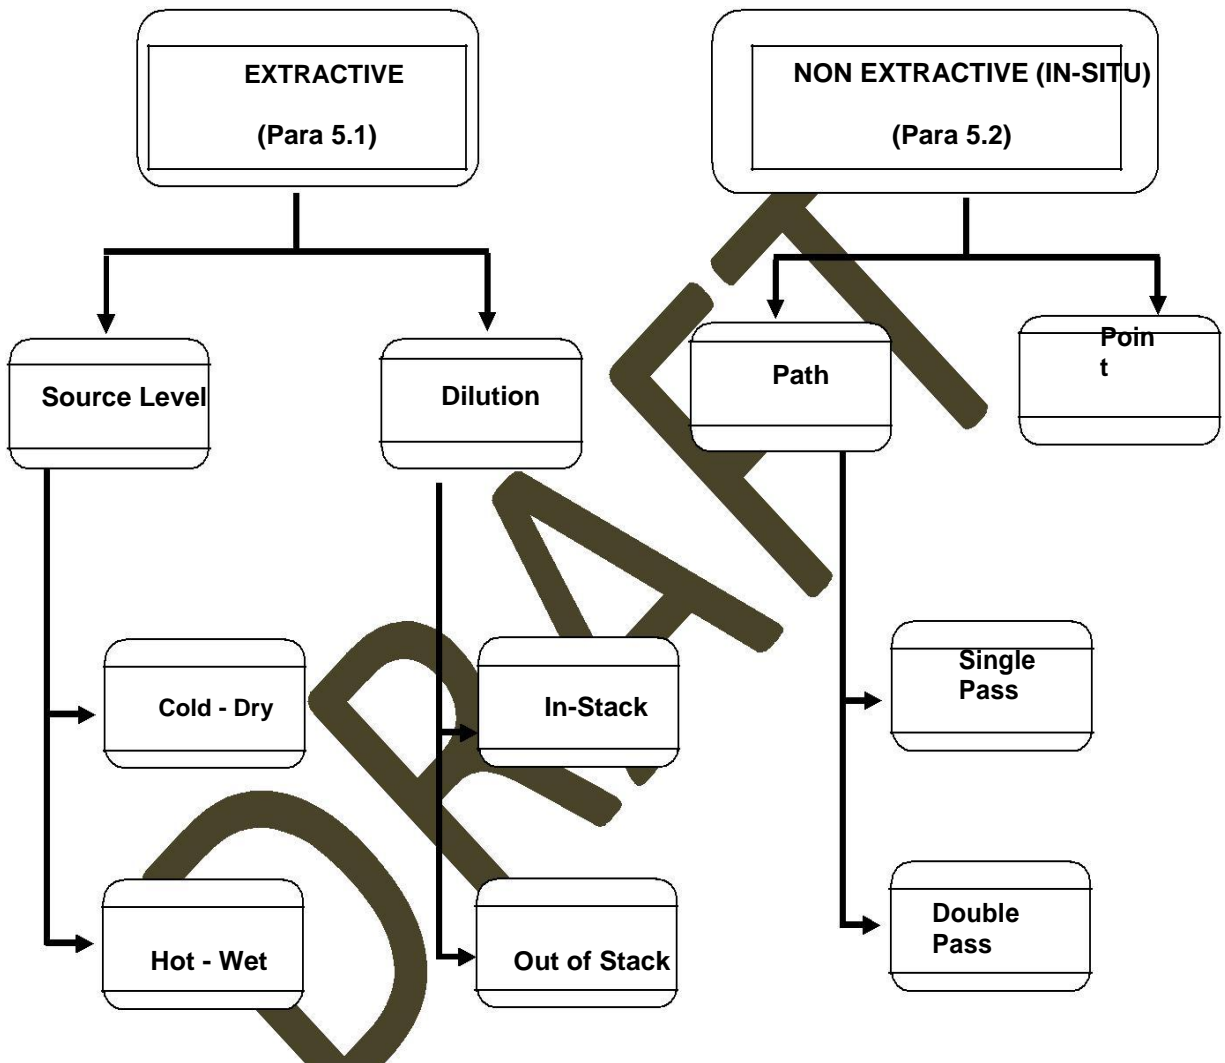 EXTRACTIVE
(Para 5.1)
NON EXTRACTIVE (IN-SITU)
(Para 5.2)
Source Level
Dilution
Path
Poin
t
Cold - Dry
In-Stack
Single
Pass
Hot - Wet
Out of Stack
Double
Pass
DRAFT